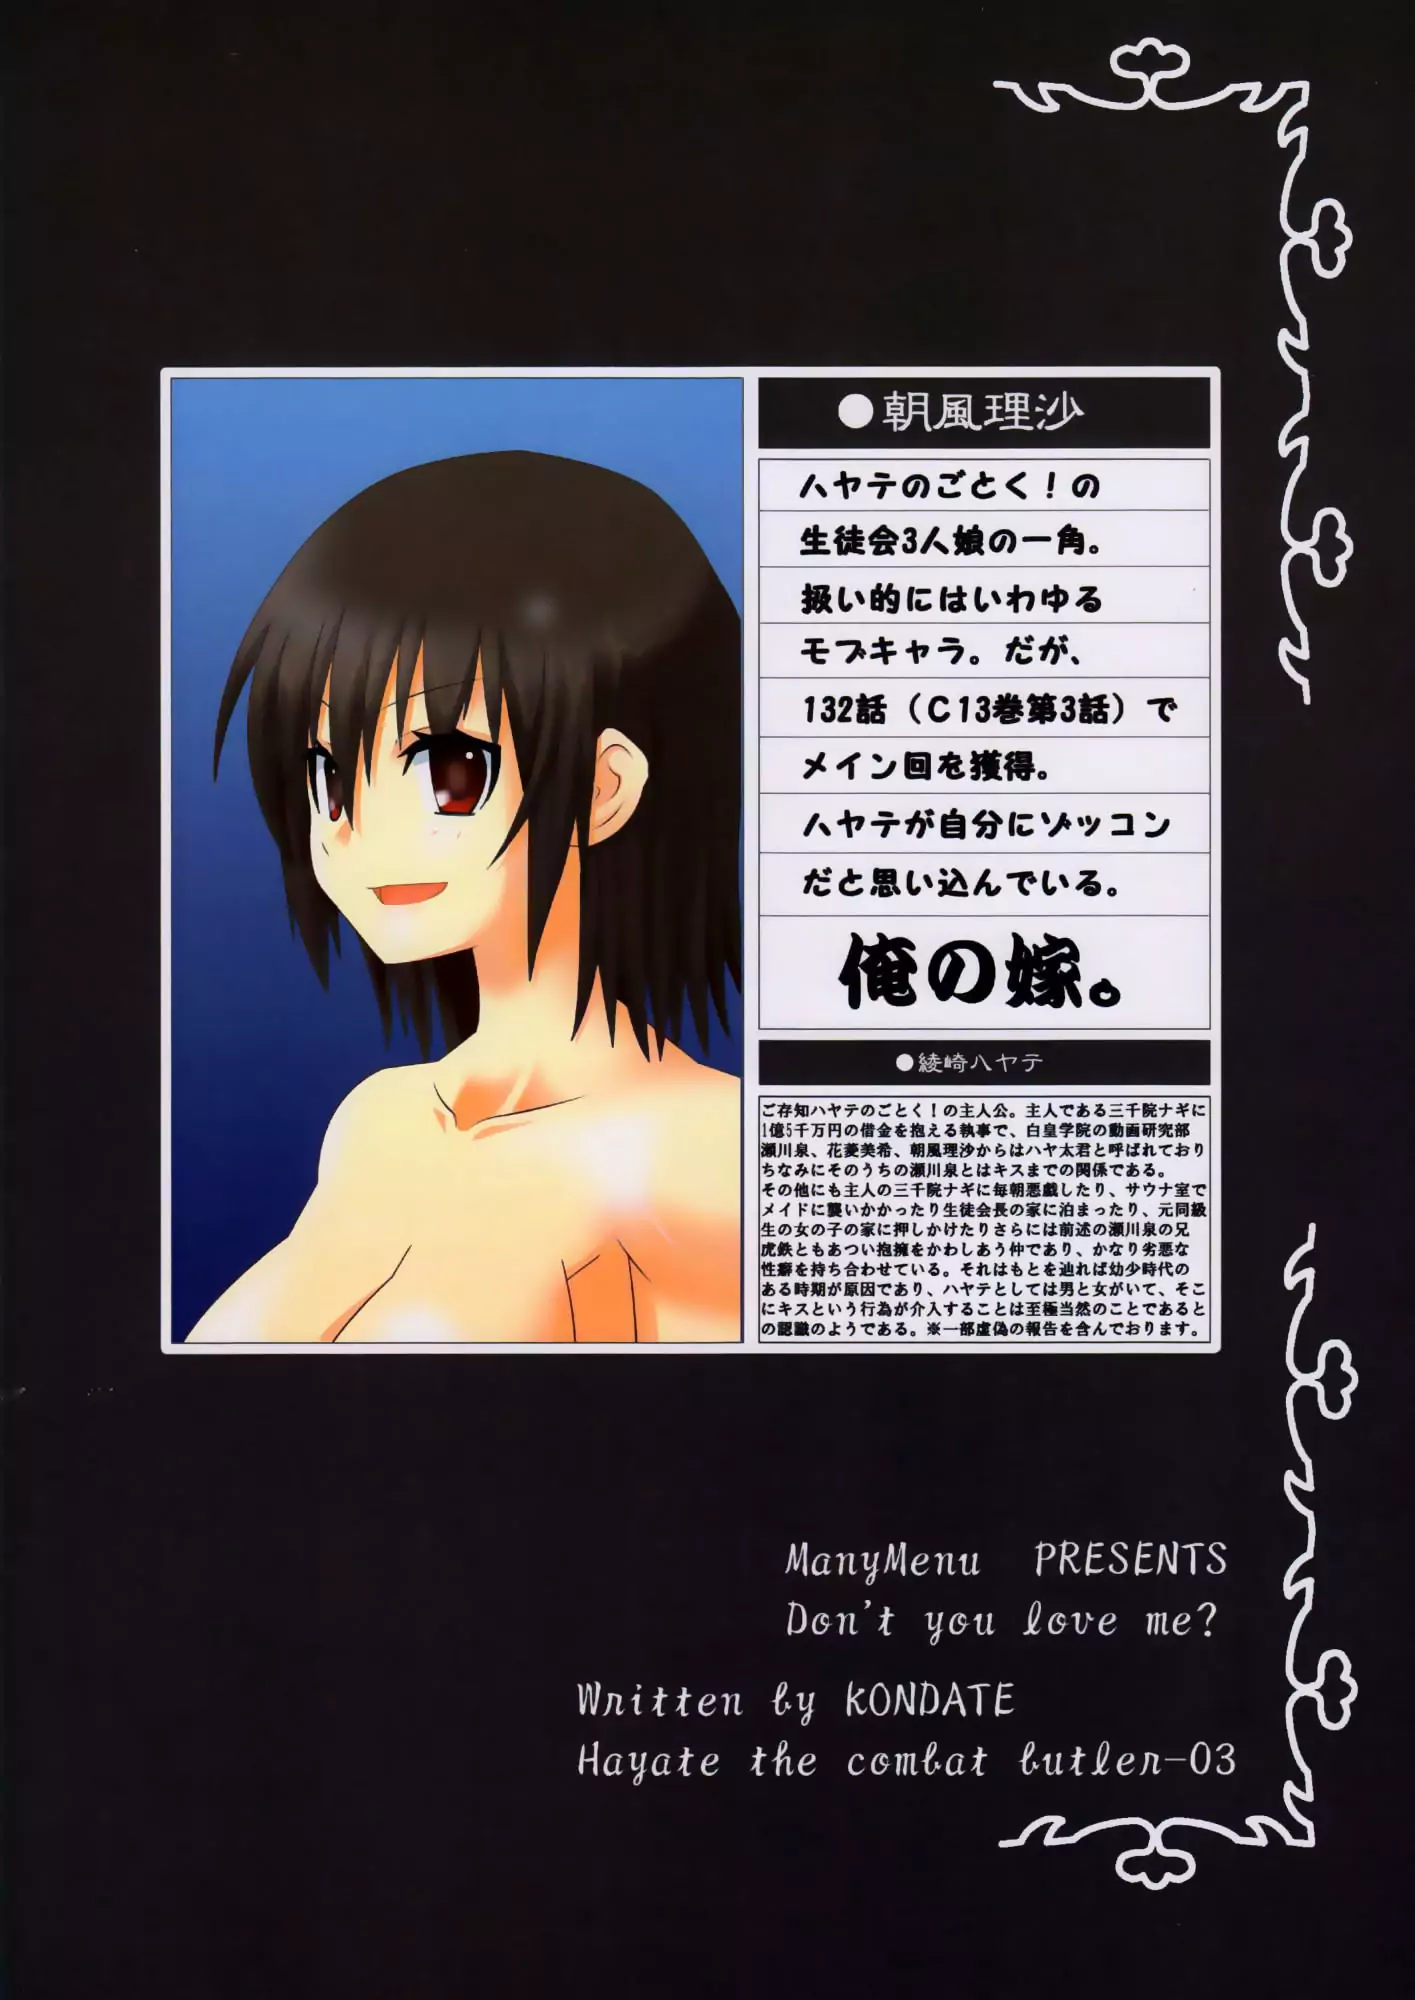 ●朝風理沙
ハヤテのごとく！の
生徒会3人娘の一角。
扱い的にはいわゆる
モブキャラ。だが、
132話（C13巻第3話）で
メイン回を獲得。
ハヤテが自分にゾッコン
だと思い込んでいる。
俺の嫁。
●綾崎ハヤテ
ご存知ハヤテのごとく！の主人公。主人である三千院ナギに
1億5千万円の借金を抱える執事で、白皇学院の動画研究部
瀬川泉、花菱美希、朝風理沙からはハヤ太君と呼ばれており
ちなみにそのうちの瀬川泉とはキスまでの関係である。
その他にも主人の三千院ナギに毎朝悪戯したり、サウナ室で
メイドに襲いかかったり生徒会長の家に泊まったり、元同級
生の女の子の家に押しかけたりさらには前述の瀬川泉の兄
虎鉄ともあつい抱擁をかわしあう仲であり、かなり劣悪な
性癖を持ち合わせている。それはもとを辿れば幼少時代の
ある時期が原因であり、ハヤテとしては男と女がいて、そこ
にキスという行為が介入することは至極当然のことであると
の認識のようである。※一部虚偽の報告を含んでおります。
ManyMenu PRESENTS
Don't you love me?
Written by KONDATE
Hayate the combat butler-03